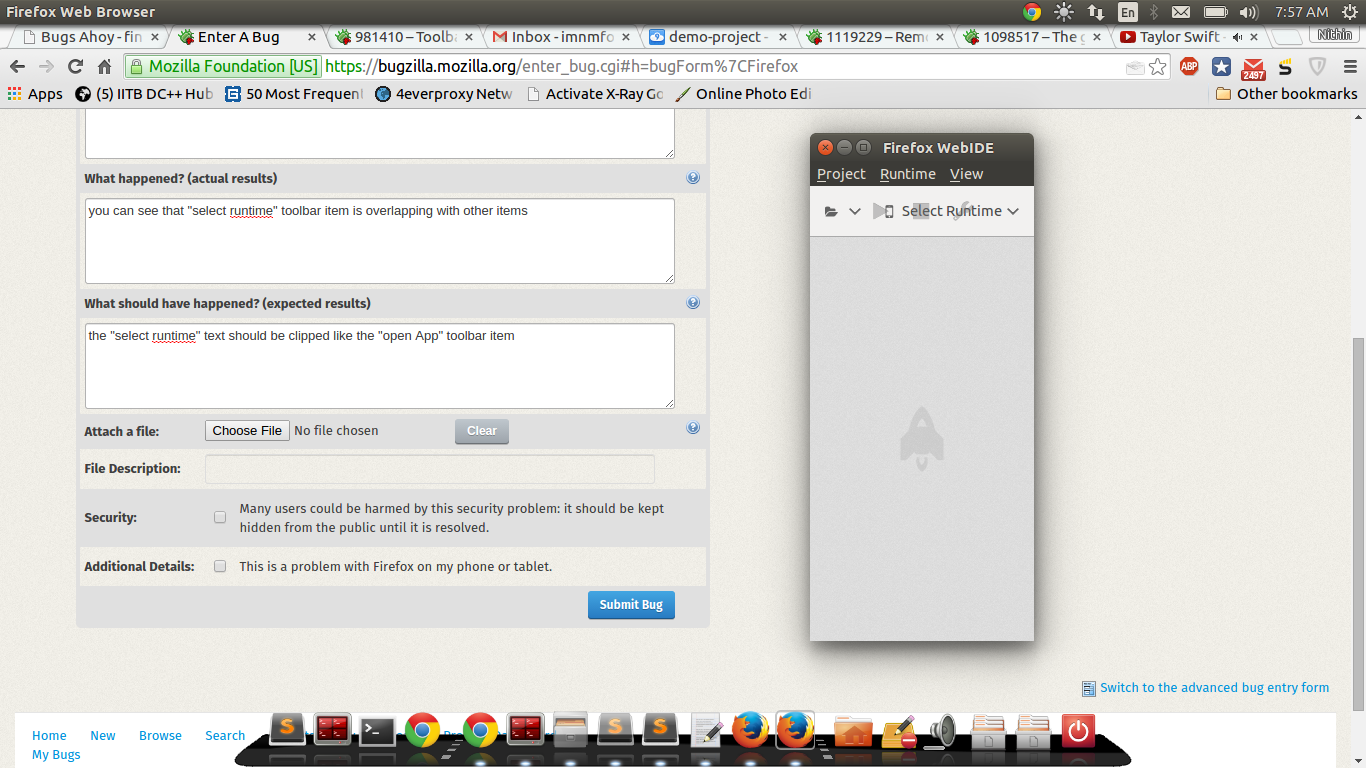 Firefox Web Browser
En
7:57 AM
Bugs Ahoy - fin
Enter A Bug
981410 – Toolb
Inbox - imnmfo
demo-project -
1119229 – Rem
1098517 – The g
Taylor Swift -
Nithin
Mozilla Foundation [US]
https://bugzilla.mozilla.org/enter_bug.cgi#h=bugForm%7CFirefox
ABP
2497
Apps
(5) IITB DC++ Hub
50 Most Frequent
4everproxy Netw
Activate X-Ray Go
Online Photo Edi
Other bookmarks
What happened? (actual results)
you can see that "select runtime" toolbar item is overlapping with other items
What should have happened? (expected results)
the "select runtime" text should be clipped like the "open App" toolbar item
Attach a file:
Choose File No file chosen
Clear
File Description:
Security:
Many users could be harmed by this security problem: it should be kept
hidden from the public until it is resolved.
Additional Details:
This is a problem with Firefox on my phone or tablet.
Submit Bug
Firefox WebIDE
Project Runtime View
Select Runtime
Switch to the advanced bug entry form
Home New Browse Search
My Bugs